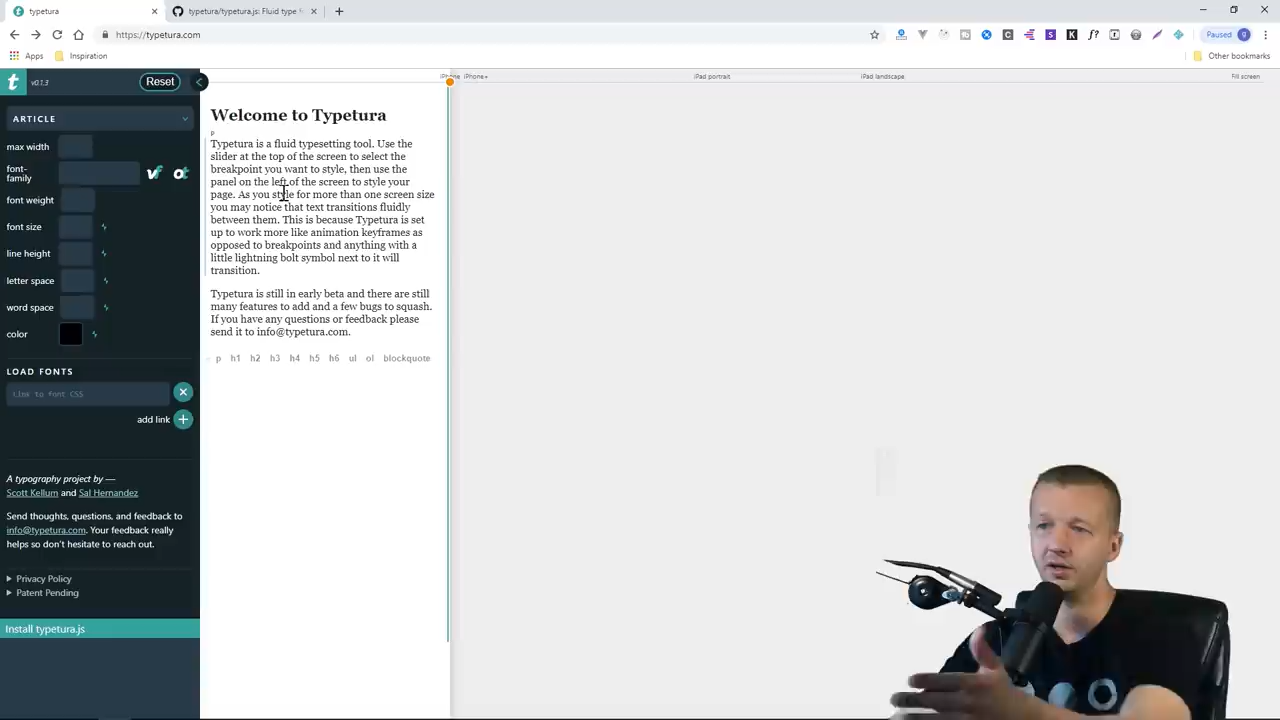 typetura
typetura/typetura.js: Fluid type
https://typetura.com
Paused
Apps
Inspiration
Other bookmarks
t
v0.1.3
Reset
iPhone
iPhone+
iPad portrait
iPad landscape
Fill screen
ARTICLE
max width
font-family
vf
ot
font weight
font size
line height
letter space
word space
color
LOAD FONTS
Link to font CSS
add link
A typography project by —
Scott Kellum and Sal Hernandez
Send thoughts, questions, and feedback to
info@typetura.com. Your feedback really
helps so don't hesitate to reach out.
Privacy Policy
Patent Pending
Install typetura.js
Welcome to Typetura
p
Typetura is a fluid typesetting tool. Use the
slider at the top of the screen to select the
breakpoint you want to style, then use the
panel on the left of the screen to style your
page. As you style for more than one screen size
you may notice that text transitions fluidly
between them. This is because Typetura is set
up to work more like animation keyframes as
opposed to breakpoints and anything with a
little lightning bolt symbol next to it will
transition.
Typetura is still in early beta and there are still
many features to add and a few bugs to squash.
If you have any questions or feedback please
send it to info@typetura.com.
p h1 h2 h3 h4 h5 h6 ul ol blockquote